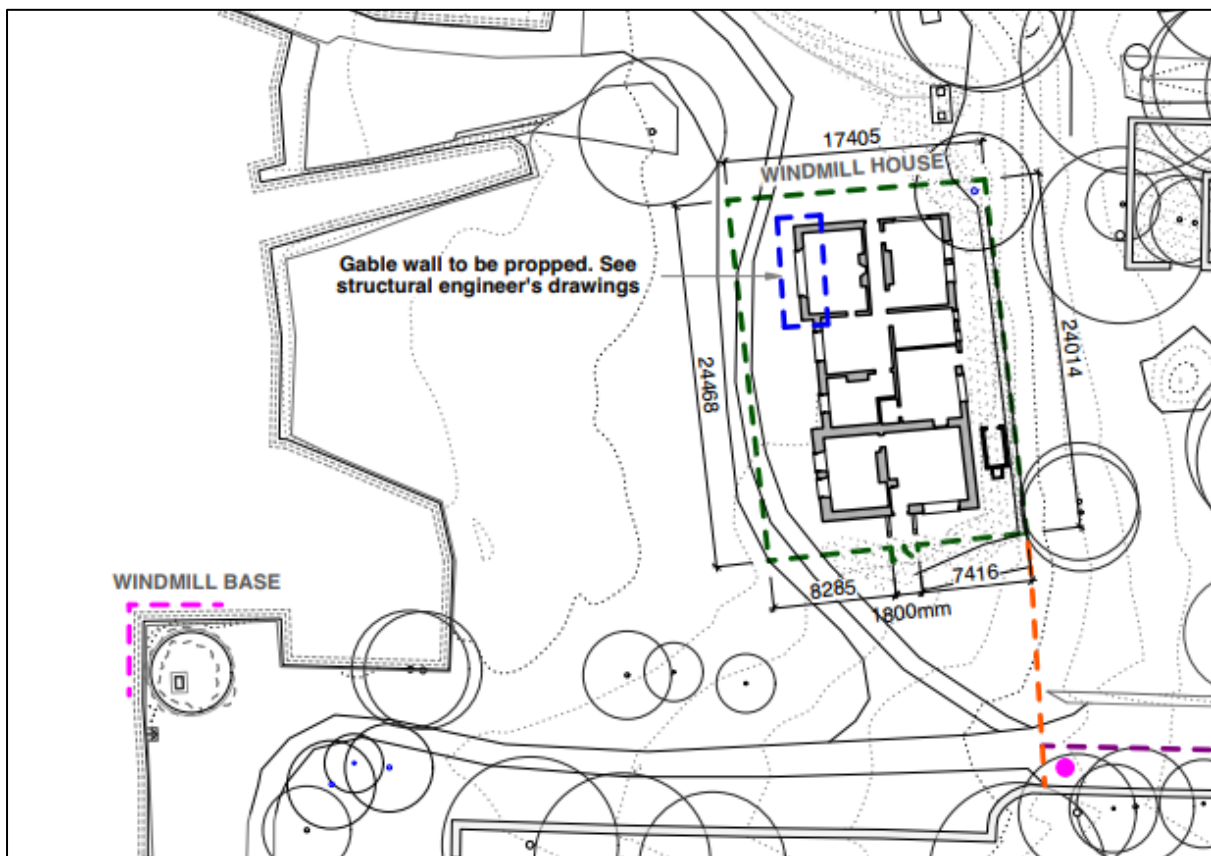 17405
WINDMILL HOUSE
Gable wall to be propped. See
structural engineer's drawings
24468
24014
WINDMILL BASE
8285
1800mm
7416